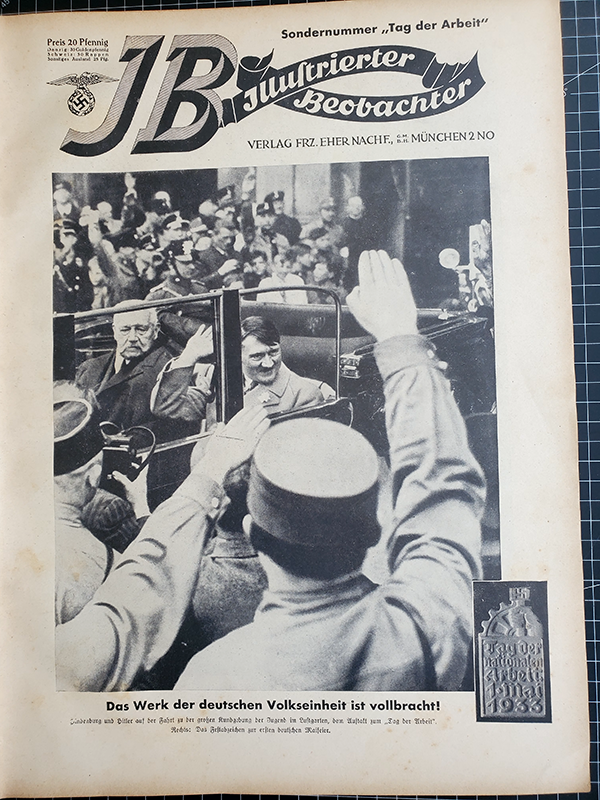 Sondernummer „Tag der Arbeit“
Preis 20 Pfennig
Danzig: 30 Guldenpfennig
Schweiz: 30 Rappen
Sonstiges Ausland 25 Pfg.
JB Illustrierter
Beobachter
VERLAG FRZ. EHER NACHF., G.M.B.H. MÜNCHEN 2 NO
Tag der
nationalen
Arbeit
1. Mai
1933
Das Werk der deutschen Volkseinheit ist vollbracht!
Hindenburg und Hitler auf der Fahrt zu der großen Kundgebung der Jugend im Lustgarten, dem Auftakt zum „Tag der Arbeit“.
Rechts: Das Festabzeichen zur ersten deutschen Maifeier.